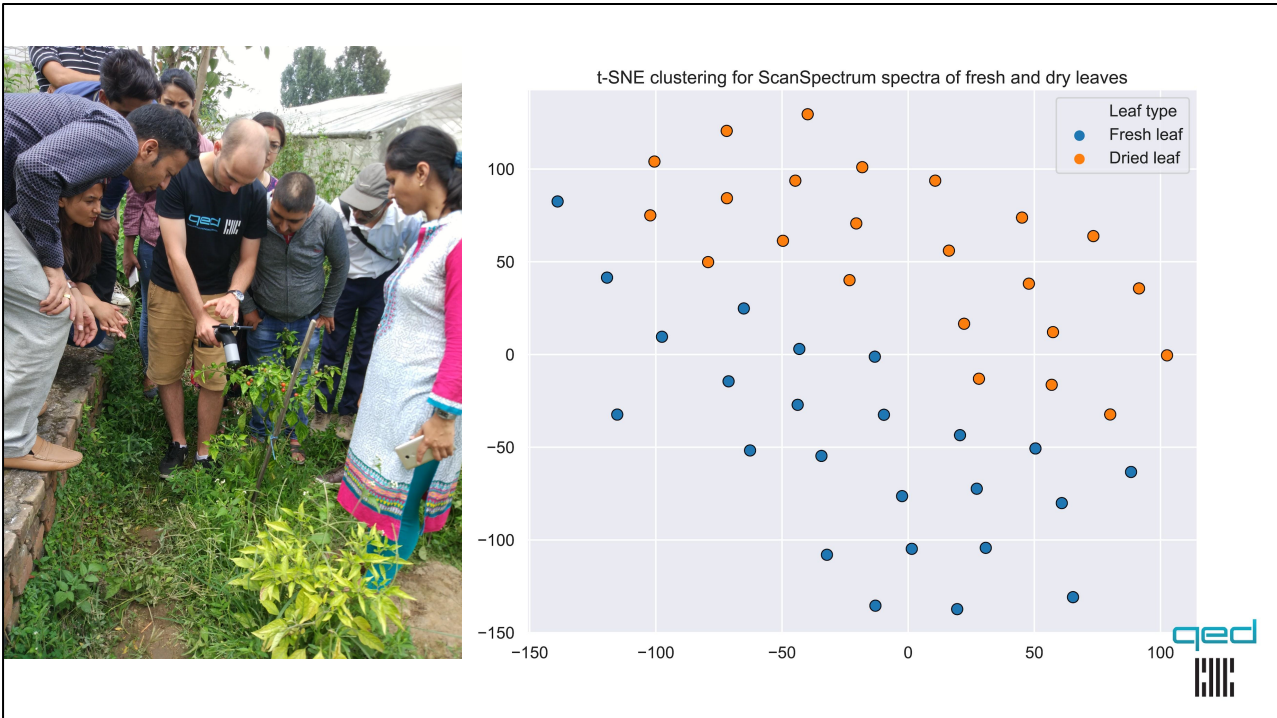 qed
t-SNE clustering for ScanSpectrum spectra of fresh and dry leaves
Leaf type
Fresh leaf
Dried leaf
100
50
0
−50
−100
−150
−150
−100
−50
0
50
100
qed